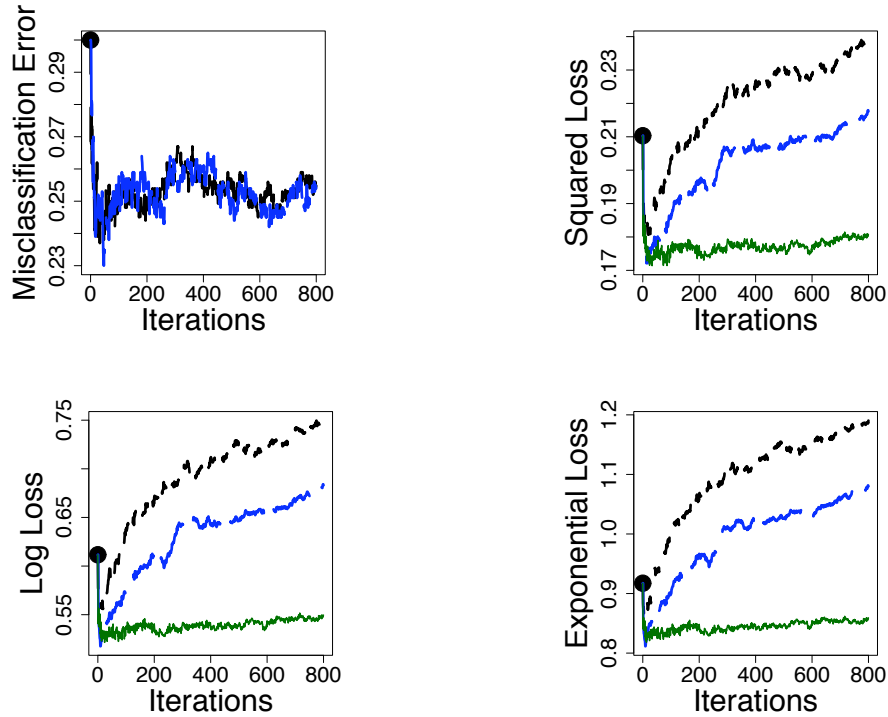 Misclassification Error
0.23 0.25 0.27 0.29
0 200 400 600 800
Iterations
Squared Loss
0.17 0.19 0.21 0.23
0 200 400 600 800
Iterations
Log Loss
0.55 0.65 0.75
0 200 400 600 800
Iterations
Exponential Loss
0.8 0.9 1.0 1.1 1.2
0 200 400 600 800
Iterations